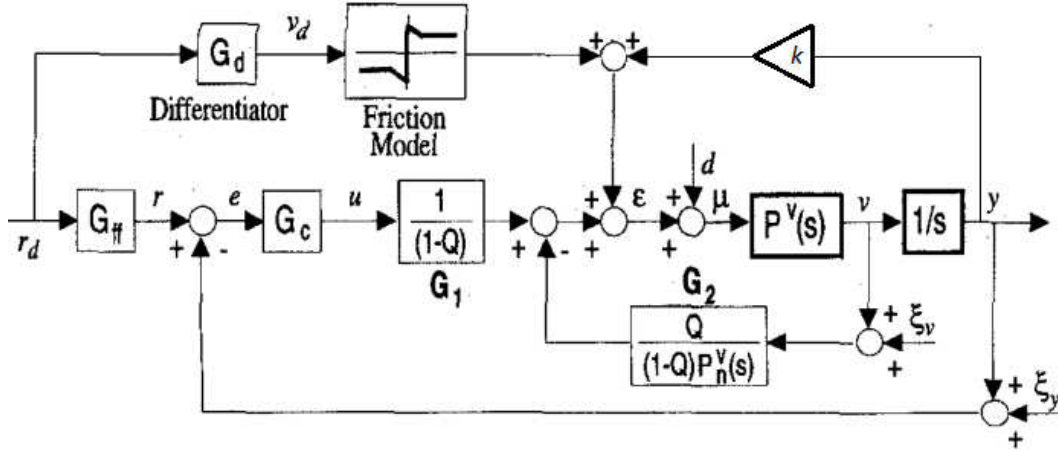 G_d
v_d
Differentiator
Friction
Model
+ +
k
d
r_d
G_ff
r
+
-
e
G_c
u
1
(1-Q)
G_1
+
-
+
+
ε
+
+
μ
P^v(s)
v
1/s
y
G_2
Q
(1-Q)P_n^v(s)
+
+
ξ_v
+
+
ξ_y